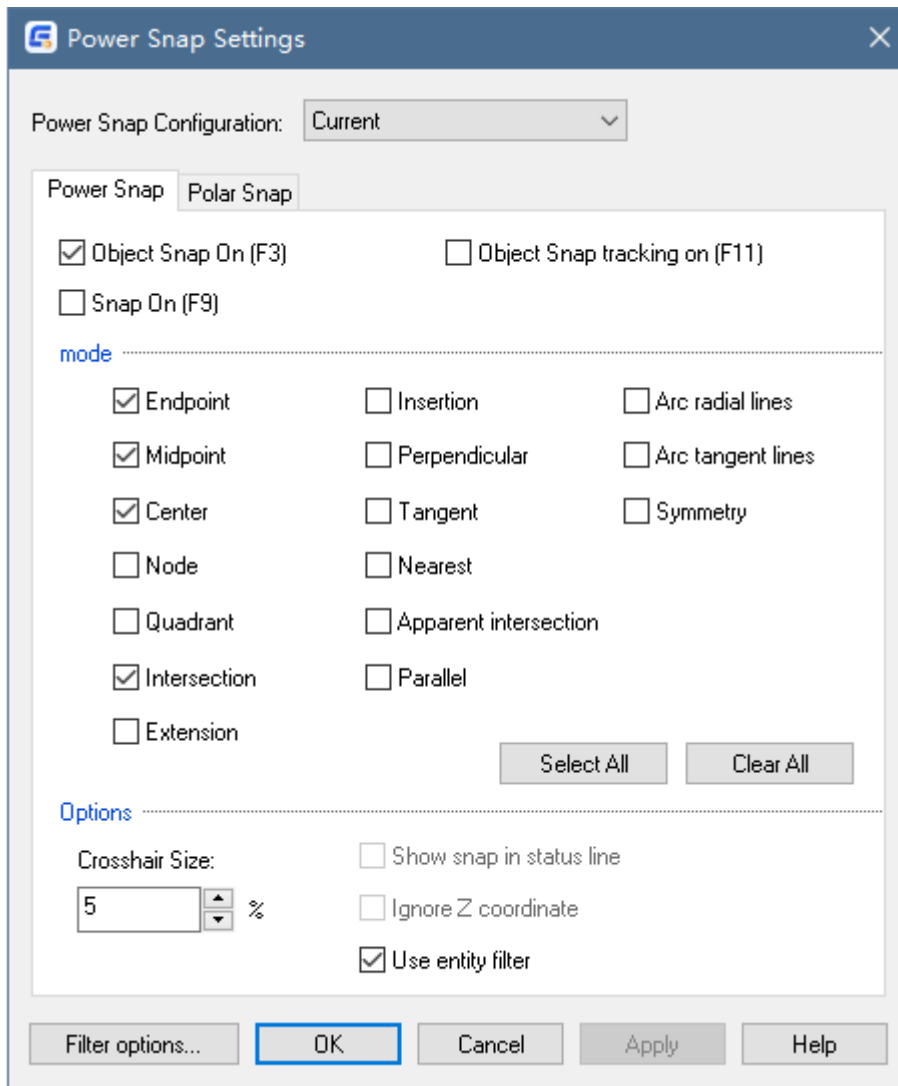 Power Snap Settings
Power Snap Configuration: Current
Power Snap Polar Snap
Object Snap On (F3) Object Snap tracking on (F11)
Snap On (F9)
mode
Endpoint Insertion Arc radial lines
Midpoint Perpendicular Arc tangent lines
Center Tangent Symmetry
Node Nearest
Quadrant Apparent intersection
Intersection Parallel
Extension
Select All Clear All
Options
Crosshair Size: Show snap in status line
5 % Ignore Z coordinate
Use entity filter
Filter options... OK Cancel Apply Help